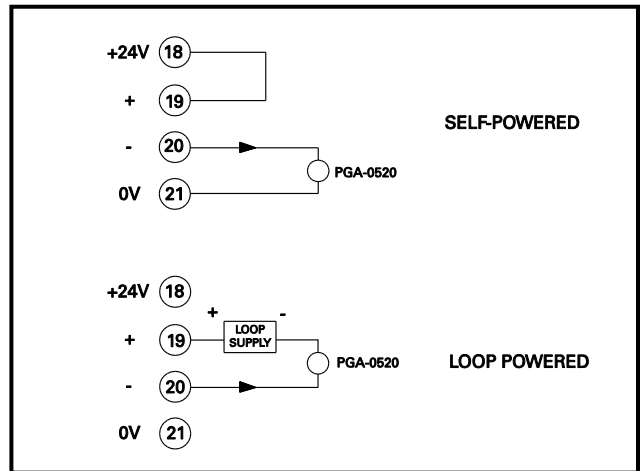 +24V 18
+ 19
- 20
0V 21
PGA-0520
SELF-POWERED
+24V 18
+ 19
- 20
0V 21
+ -
LOOP
SUPPLY
PGA-0520
LOOP POWERED